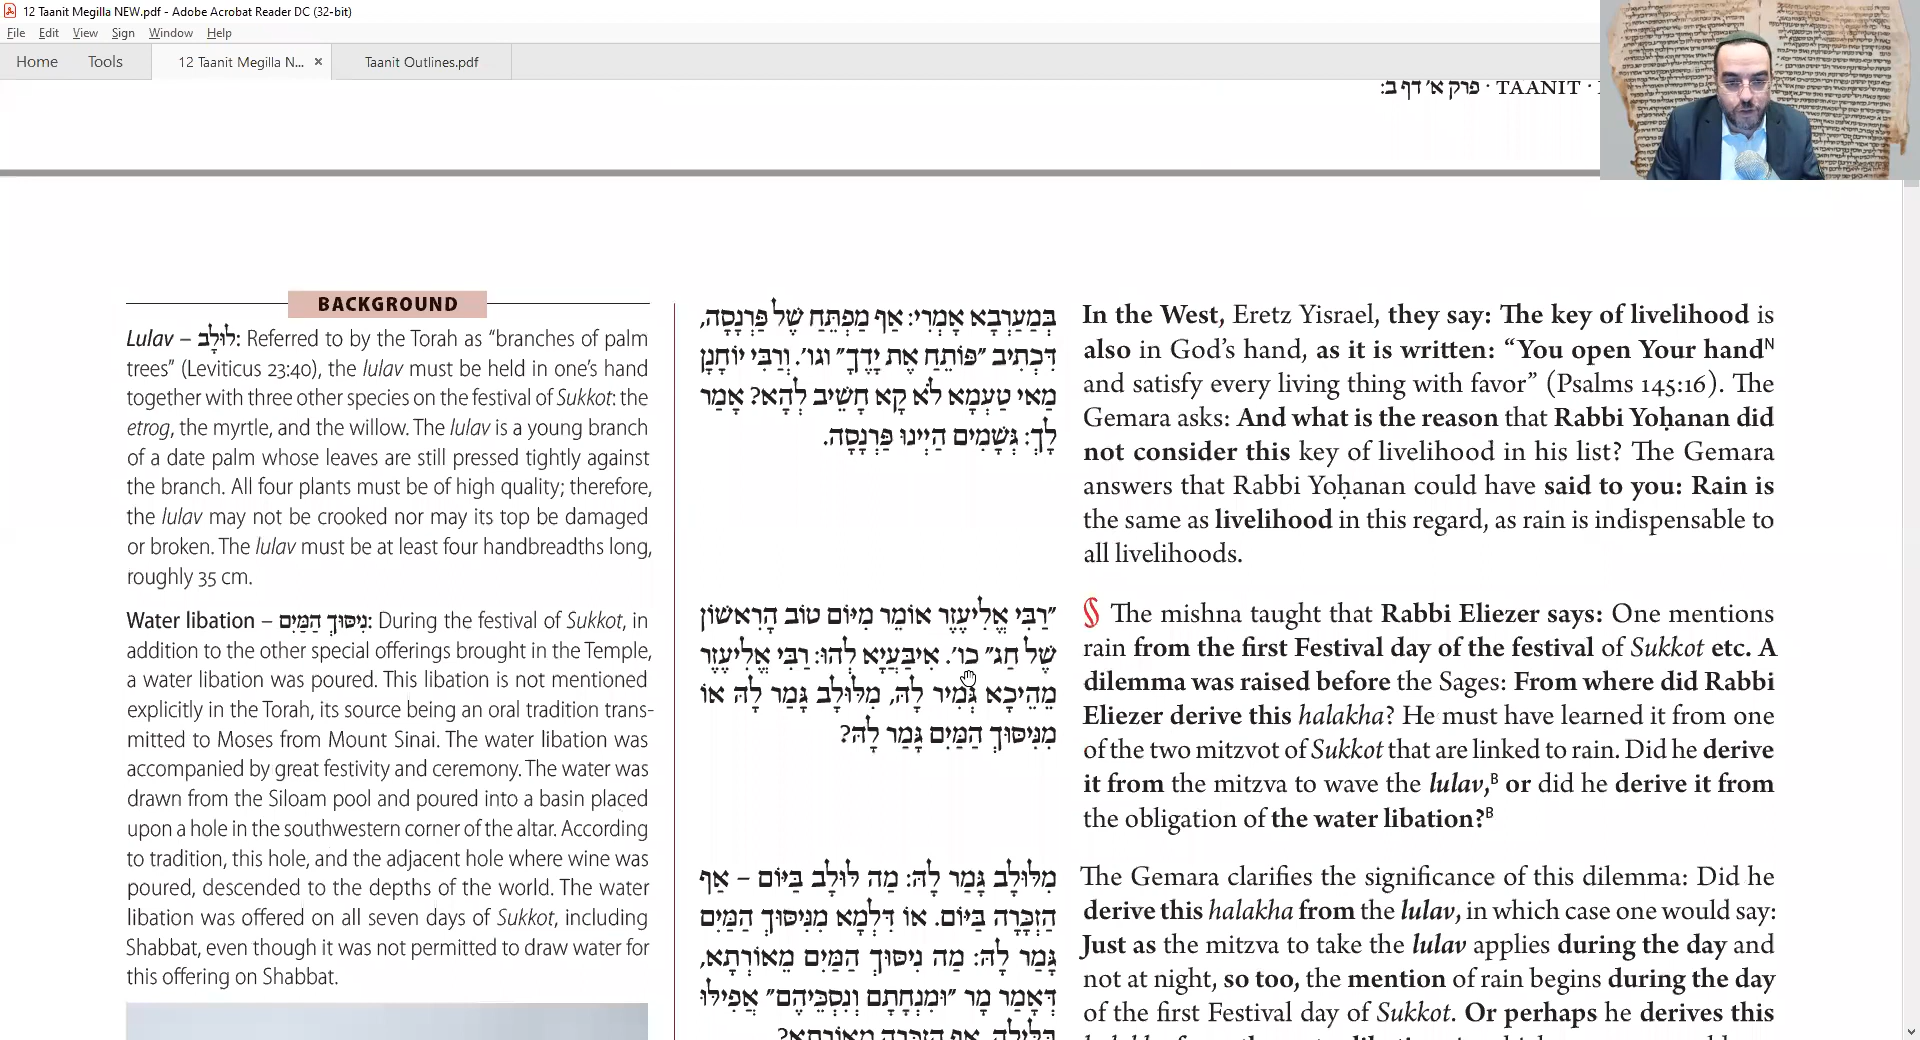 12 Taanit Megilla NEW.pdf - Adobe Acrobat Reader DC (32-bit)
File Edit View Sign Window Help
Home Tools 12 Taanit Megilla N... × Taanit Outlines.pdf
פרק א׳ דף ב: · TAANIT ·
BACKGROUND
Lulav – לוּלָב: Referred to by the Torah as “branches of palm
trees” (Leviticus 23:40), the lulav must be held in one’s hand
together with three other species on the festival of Sukkot: the
etrog, the myrtle, and the willow. The lulav is a young branch
of a date palm whose leaves are still pressed tightly against
the branch. All four plants must be of high quality; therefore,
the lulav may not be crooked nor may its top be damaged
or broken. The lulav must be at least four handbreadths long,
roughly 35 cm.
Water libation – נִיסּוּךְ הַמַּיִם: During the festival of Sukkot, in
addition to the other special offerings brought in the Temple,
a water libation was poured. This libation is not mentioned
explicitly in the Torah, its source being an oral tradition trans-
mitted to Moses from Mount Sinai. The water libation was
accompanied by great festivity and ceremony. The water was
drawn from the Siloam pool and poured into a basin placed
upon a hole in the southwestern corner of the altar. According
to tradition, this hole, and the adjacent hole where wine was
poured, descended to the depths of the world. The water
libation was offered on all seven days of Sukkot, including
Shabbat, even though it was not permitted to draw water for
this offering on Shabbat.
בְּמַעְרְבָא אָמְרִי: אַף מַפְתֵּחַ שֶׁל פַּרְנָסָה,
דִּכְתִיב ״פּוֹתֵחַ אֶת יָדֶךָ״ וגו׳. וְרַבִּי יוֹחָנָן
מַאי טַעְמָא לֹא קָא חָשֵׁיב לְהָא? אָמַר
לָךְ: גְּשָׁמִים הַיְינוּ פַּרְנָסָה.
״רַבִּי אֱלִיעֶזֶר אוֹמֵר מִיּוֹם טוֹב הָרִאשׁוֹן
שֶׁל חַג״ כו׳. אִיבַּעֲיָא לְהוּ: רַבִּי אֱלִיעֶזֶר
מֵהֵיכָא גְּמִיר לַהּ, מִלּוּלָב גָּמַר לַהּ אוֹ
מִנִּיסּוּךְ הַמַּיִם גָּמַר לַהּ?
מִלּוּלָב גָּמַר לַהּ: מַה לּוּלָב בַּיּוֹם – אַף
הַזְכָּרָה בַּיּוֹם. אוֹ דִּלְמָא מִנִּיסּוּךְ הַמַּיִם
גָּמַר לַהּ: מַה נִּיסּוּךְ הַמַּיִם מֵאוֹרְתָא,
דְּאָמַר מָר ״וּמִנְחָתָם וְנִסְכֵּיהֶם״ אֲפִילּוּ
בַּלַּיְלָה, אַף הַזְכָּרָה מֵאוֹרְתָא?
In the West, Eretz Yisrael, they say: The key of livelihood is
also in God’s hand, as it is written: “You open Your handN
and satisfy every living thing with favor” (Psalms 145:16). The
Gemara asks: And what is the reason that Rabbi Yoḥanan did
not consider this key of livelihood in his list? The Gemara
answers that Rabbi Yoḥanan could have said to you: Rain is
the same as livelihood in this regard, as rain is indispensable to
all livelihoods.
§ The mishna taught that Rabbi Eliezer says: One mentions
rain from the first Festival day of the festival of Sukkot etc. A
dilemma was raised before the Sages: From where did Rabbi
Eliezer derive this halakha? He must have learned it from one
of the two mitzvot of Sukkot that are linked to rain. Did he derive
it from the mitzva to wave the lulav,B or did he derive it from
the obligation of the water libation?B
The Gemara clarifies the significance of this dilemma: Did he
derive this halakha from the lulav, in which case one would say:
Just as the mitzva to take the lulav applies during the day and
not at night, so too, the mention of rain begins during the day
of the first Festival day of Sukkot. Or perhaps he derives this